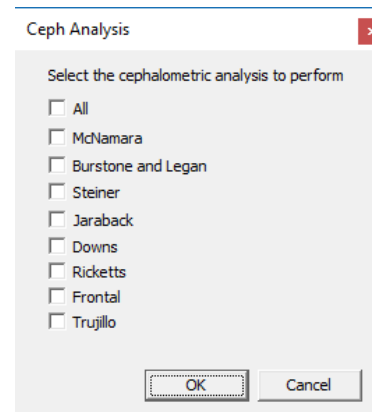 Ceph Analysis
Select the cephalometric analysis to perform
All
McNamara
Burstone and Legan
Steiner
Jaraback
Downs
Ricketts
Frontal
Trujillo
OK Cancel